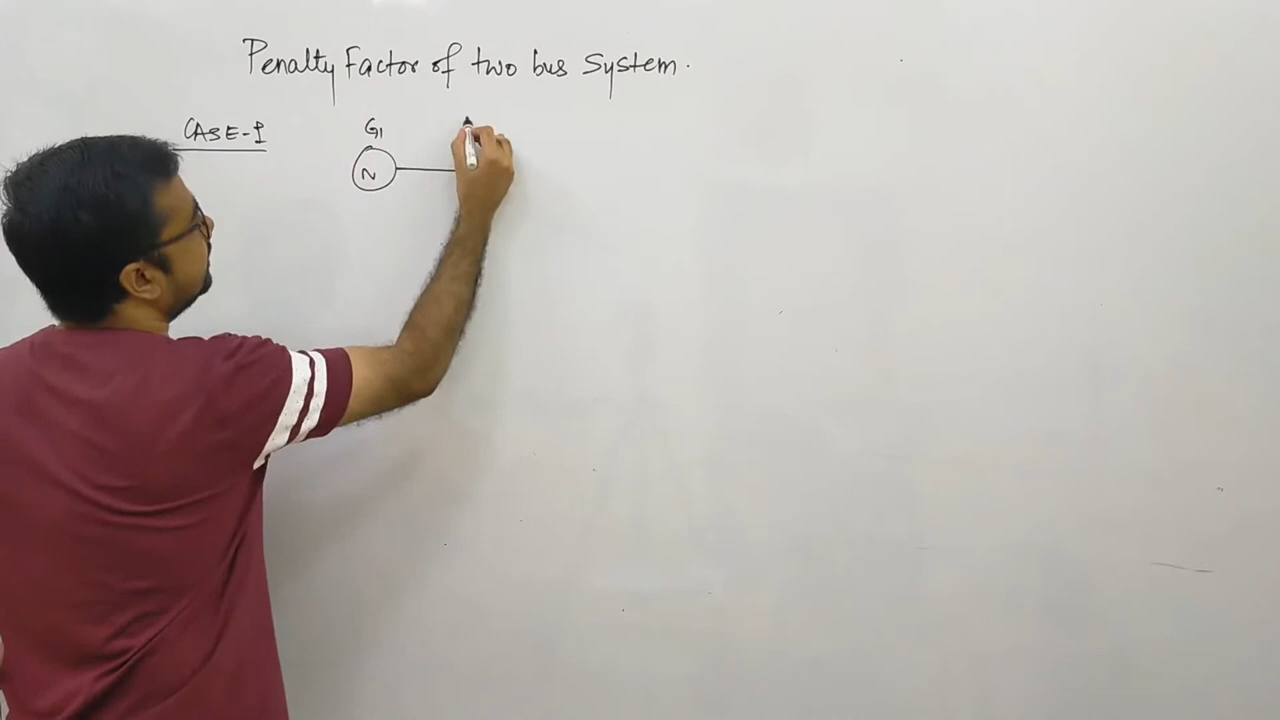 Penalty Factor of two bus System.
CASE-I
G1
N